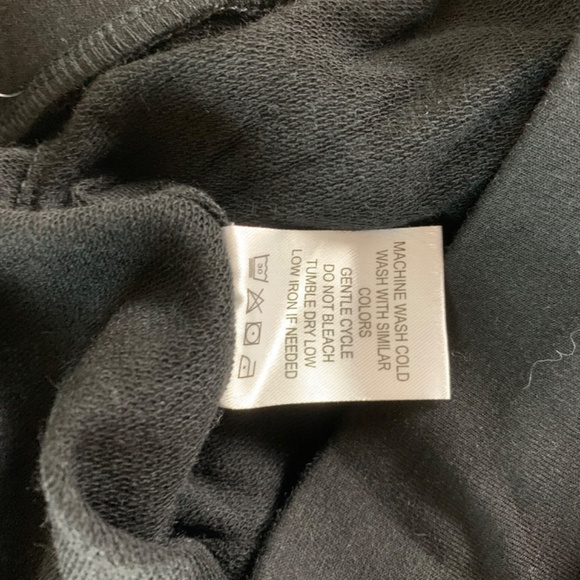 MACHINE WASH COLD
WASH WITH SIMILAR
COLORS
GENTLE CYCLE
DO NOT BLEACH
TUMBLE DRY LOW
LOW IRON IF NEEDED
30